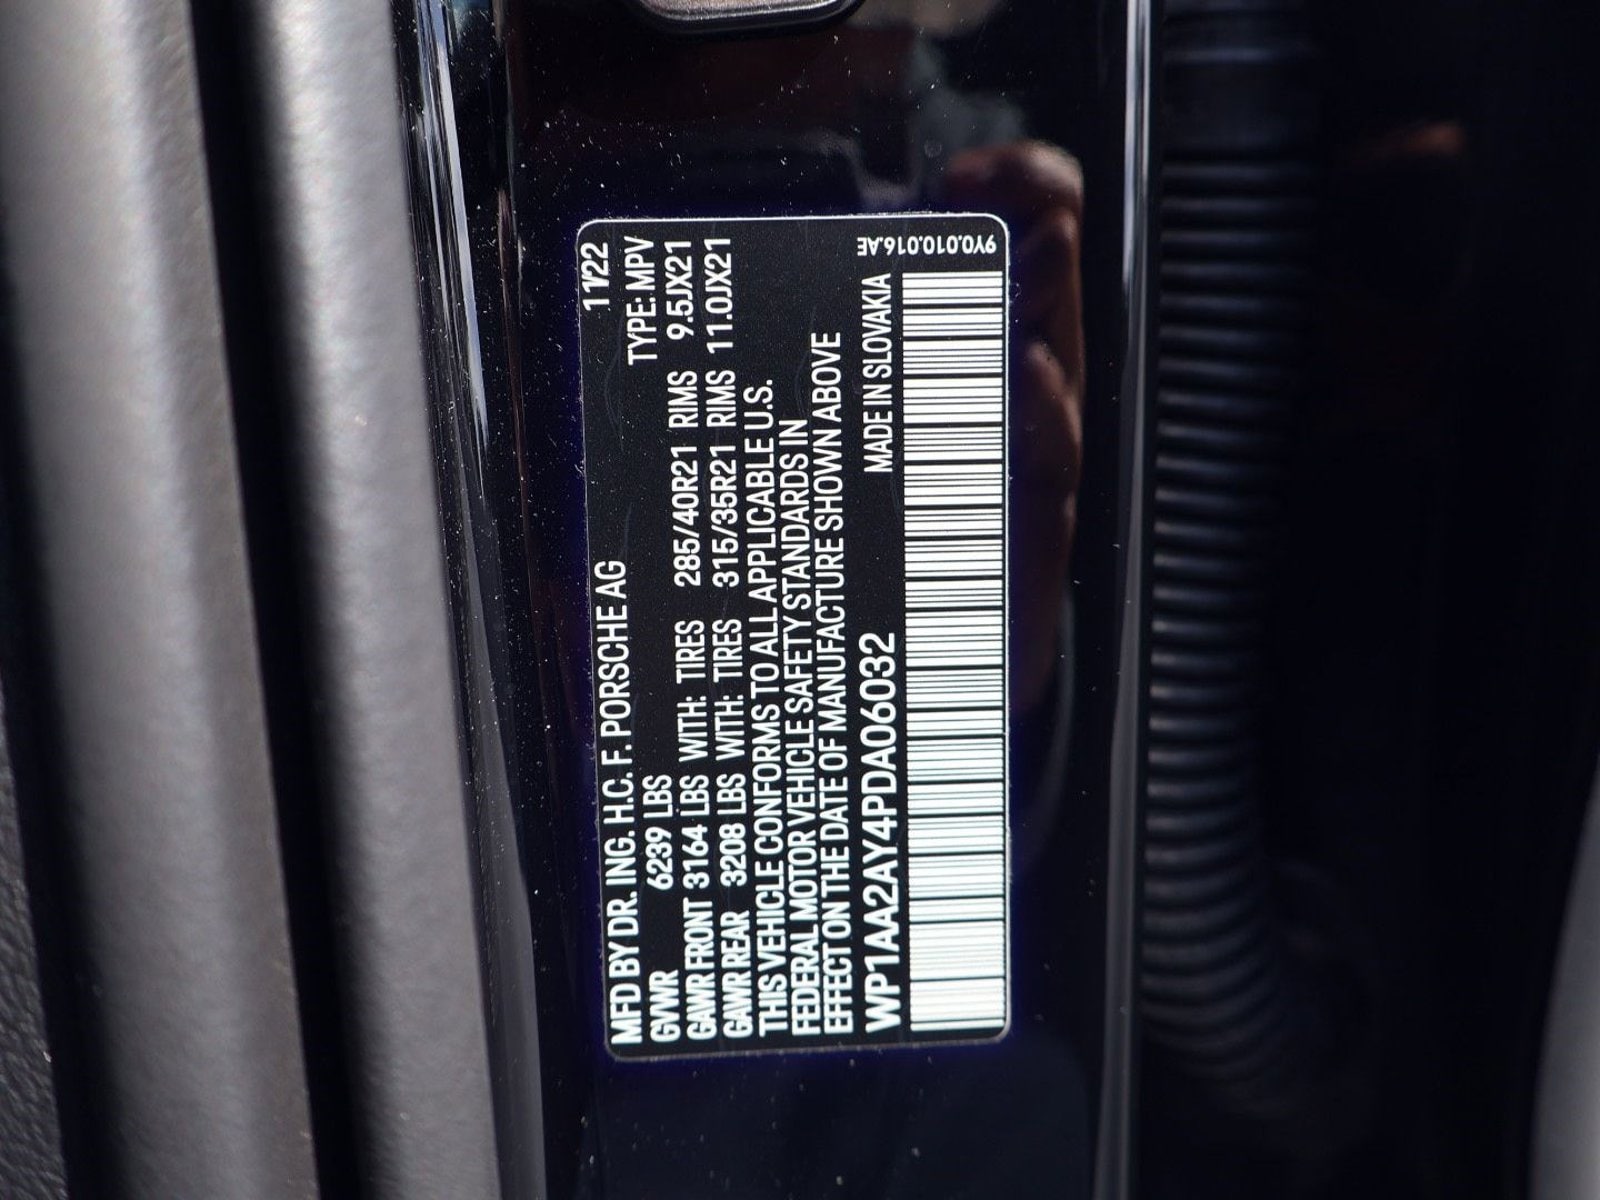 MFD BY DR. ING. H.C. F. PORSCHE AG 11/22
GVWR 6239 LBS TYPE: MPV
GAWR FRONT 3164 LBS WITH: TIRES 285/40R21 RIMS 9.5JX21
GAWR REAR 3208 LBS WITH: TIRES 315/35R21 RIMS 11.0JX21
THIS VEHICLE CONFORMS TO ALL APPLICABLE U.S.
FEDERAL MOTOR VEHICLE SAFETY STANDARDS IN
EFFECT ON THE DATE OF MANUFACTURE SHOWN ABOVE
WP1AA2AY4PDA06032 MADE IN SLOVAKIA
9Y0.010.016.AE